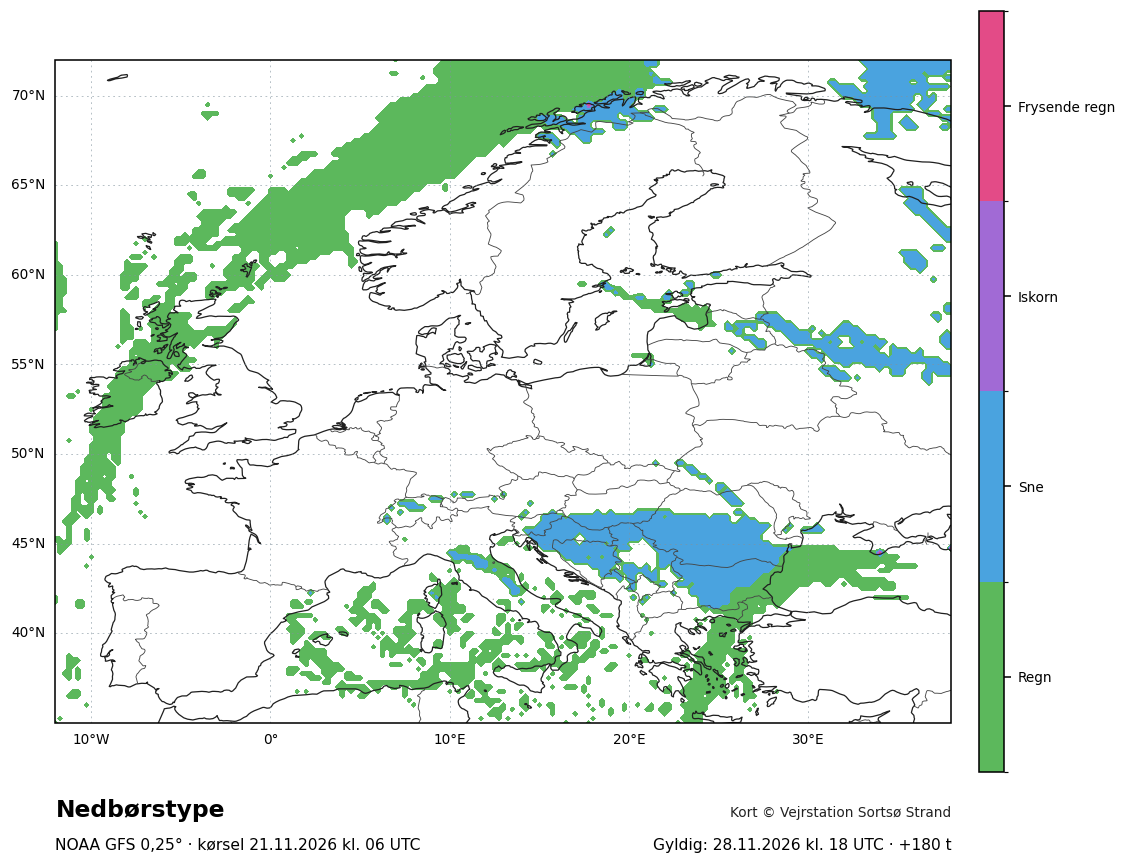 70°N
65°N
60°N
55°N
50°N
45°N
40°N
10°W
0°
10°E
20°E
30°E
Frysende regn
Iskorn
Sne
Regn
Nedbørstype
Kort © Vejrstation Sortsø Strand
NOAA GFS 0,25° · kørsel 21.11.2026 kl. 06 UTC
Gyldig: 28.11.2026 kl. 18 UTC · +180 t